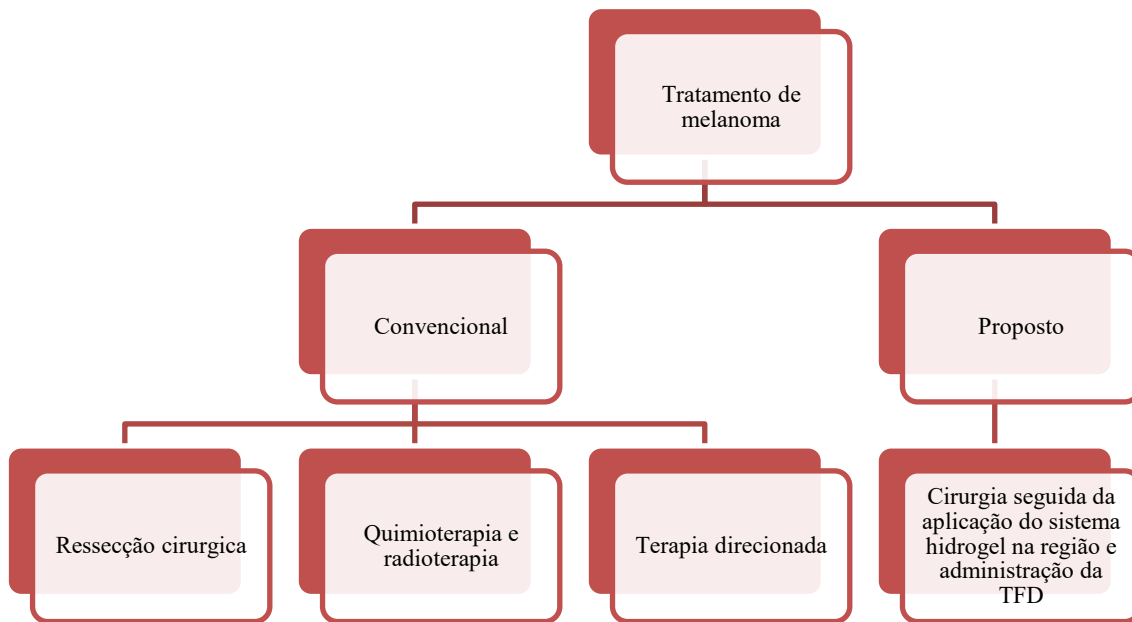 Tratamento de
melanoma
Convencional
Proposto
Ressecção cirurgica
Quimioterapia e
radioterapia
Terapia direcionada
Cirurgia seguida da
aplicação do sistema
hidrogel na região e
administração da
TFD